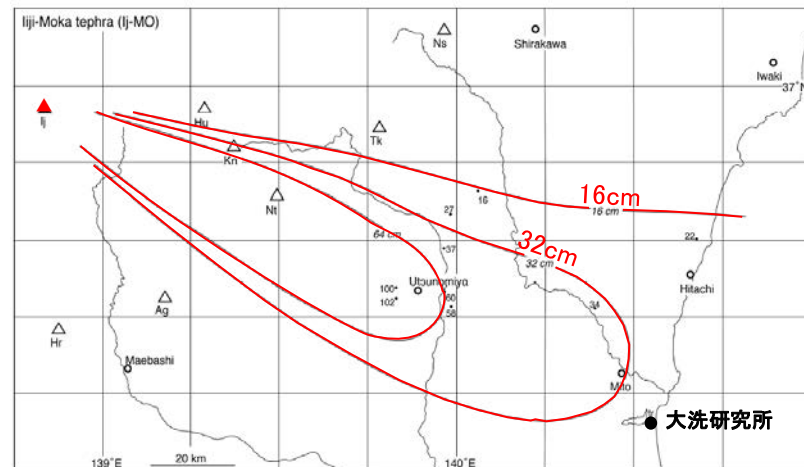 Iiji-Moka tephra (Ij-MO)
Ns
Shirakawa
Iwaki
37°N
Ij
Hu
Tk
Kn
Nt
27
16
16cm
16 cm
64 cm
37
32cm
32 cm
22
Utsunomiya
100
102
60
58
34
Hitachi
Ag
Hr
Maebashi
Mito
大洗研究所
139°E
20 km
140°E